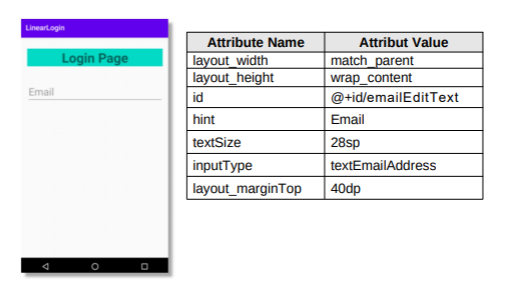 LinearLogin
Login Page
Email
Attribute Name Attribut Value
layout_width match_parent
layout_height wrap_content
id @+id/emailEditText
hint Email
textSize 28sp
inputType textEmailAddress
layout_marginTop 40dp